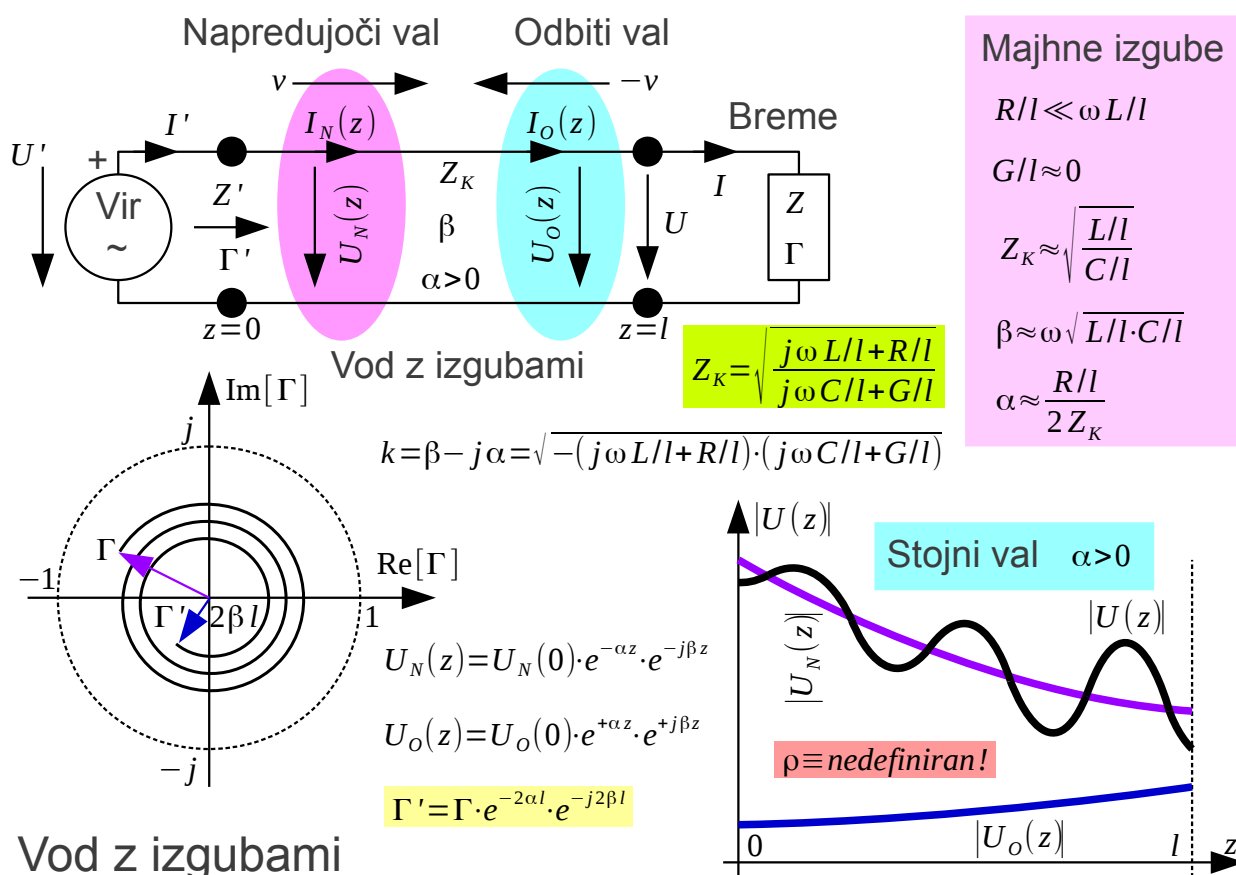 Napredujoči val
Odbiti val
v
−v
I'
I_N(z)
I_O(z)
Breme
U'
+
Vir
~
Z'
Γ'
U_N(z)
Z_K
β
α>0
U_O(z)
U
I
Z
Γ
z=0
z=l
Vod z izgubami
Majhne izgube
R/l≪ωL/l
G/l≈0
Z_K≈√((L/l)/(C/l))
β≈ω√(L/l·C/l)
α≈(R/l)/(2Z_K)
Z_K=√((jωL/l+R/l)/(jωC/l+G/l))
k=β−jα=√(−(jωL/l+R/l)·(jωC/l+G/l))
Im[Γ]
j
Γ
−1
Re[Γ]
Γ'
2βl
1
−j
U_N(z)=U_N(0)·e^(−αz)·e^(−jβz)
U_O(z)=U_O(0)·e^(+αz)·e^(+jβz)
Γ'=Γ·e^(−2αl)·e^(−j2βl)
|U(z)|
Stojni val α>0
|U_N(z)|
|U(z)|
ρ≡nedefiniran!
0
|U_O(z)|
l
z
Vod z izgubami